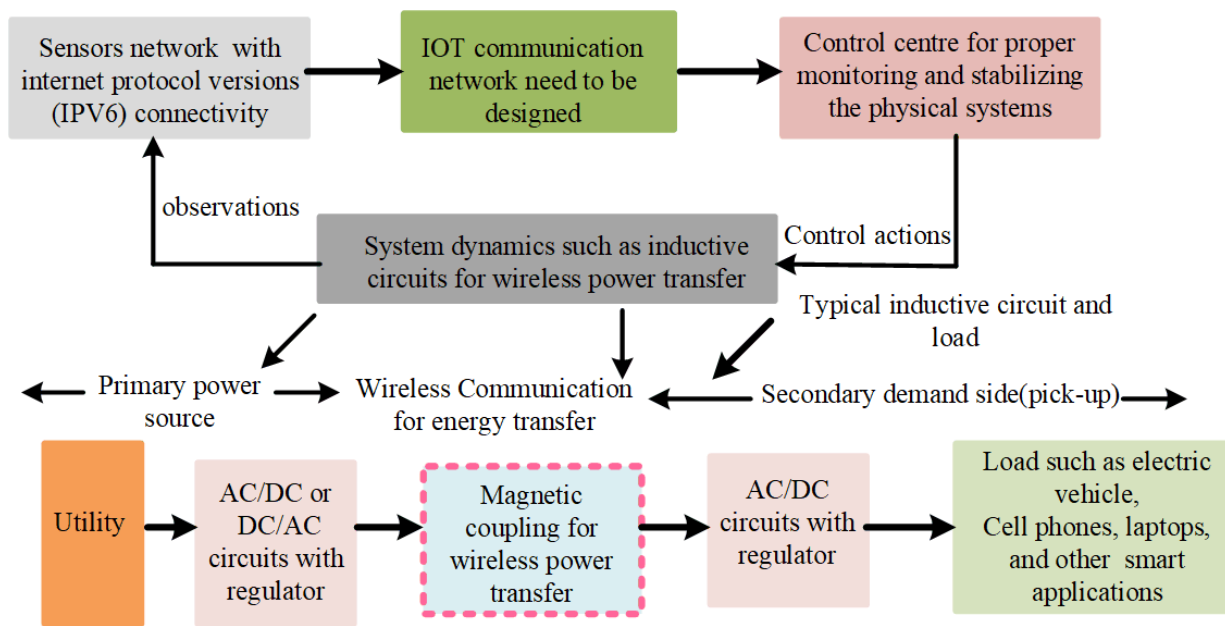 Sensors network with
internet protocol versions
(IPV6) connectivity
IOT communication
network need to be
designed
Control centre for proper
monitoring and stabilizing
the physical systems
observations
System dynamics such as inductive
circuits for wireless power transfer
Control actions
Typical inductive circuit and
load
Primary power
source
Wireless Communication
for energy transfer
Secondary demand side(pick-up)
Utility
AC/DC or
DC/AC
circuits with
regulator
Magnetic
coupling for
wireless power
transfer
AC/DC
circuits with
regulator
Load such as electric
vehicle,
Cell phones, laptops,
and other smart
applications